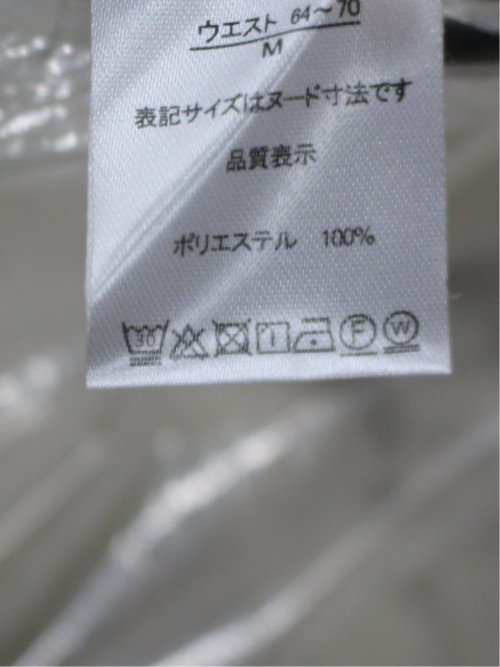 ウエスト 64～70
M
表記サイズはヌード寸法です
品質表示
ポリエステル 100%
30 F W